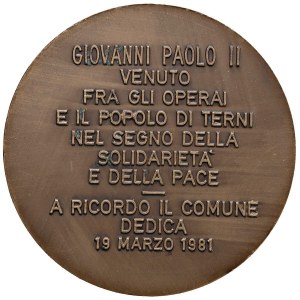 GIOVANNI PAOLO II
VENUTO
FRA GLI OPERAI
E IL POPOLO DI TERNI
NEL SEGNO DELLA
SOLIDARIETA'
E DELLA PACE
A RICORDO IL COMUNE
DEDICA
19 MARZO 1981